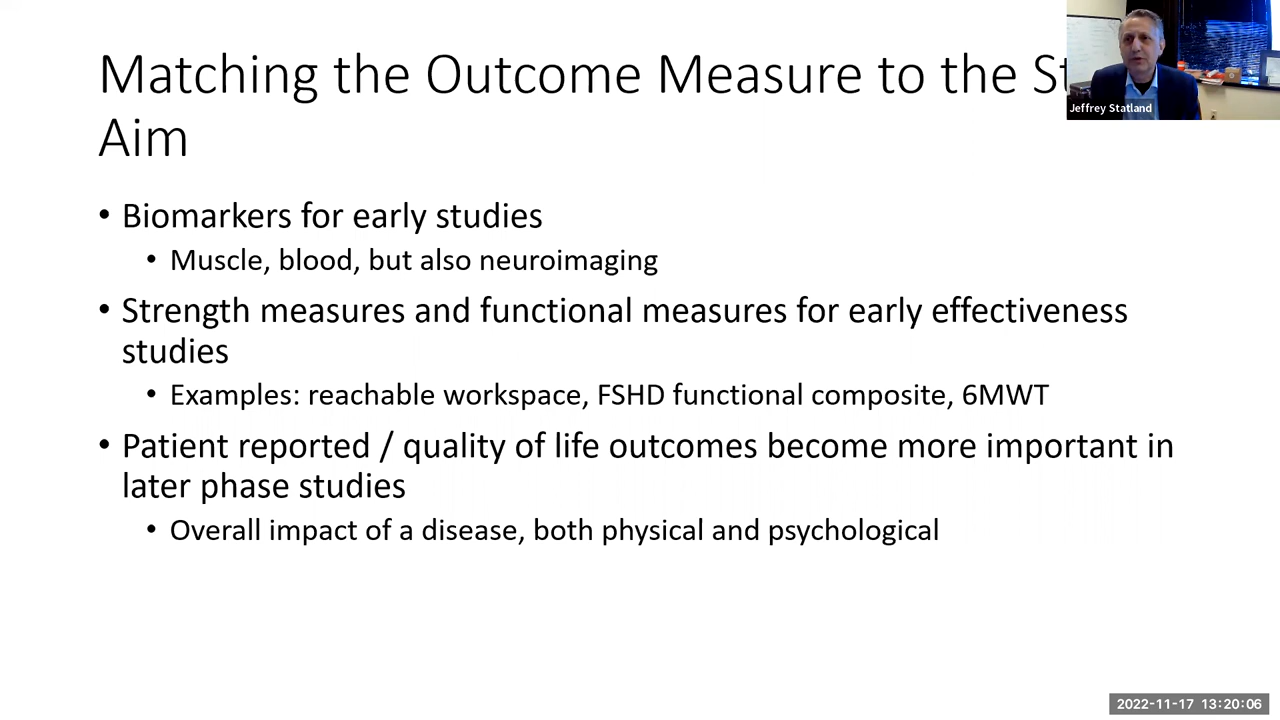 Matching the Outcome Measure to the
Aim
Jeffrey Statland
• Biomarkers for early studies
• Muscle, blood, but also neuroimaging
• Strength measures and functional measures for early effectiveness
studies
• Examples: reachable workspace, FSHD functional composite, 6MWT
• Patient reported / quality of life outcomes become more important in
later phase studies
• Overall impact of a disease, both physical and psychological
2022-11-17 13:20:06